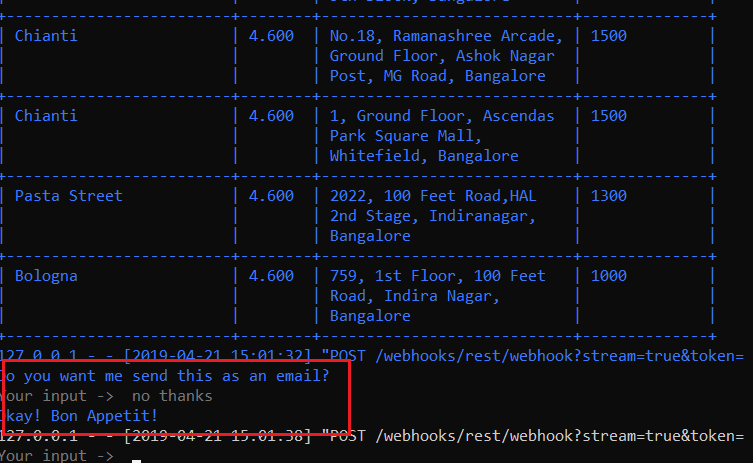 | Chianti | 4.600 | No.18, Ramanashree Arcade, | 1500 |
| | | Ground Floor, Ashok Nagar | |
| | | Post, MG Road, Bangalore | |
+------------------------+--------+---------------------------+--------------+
| Chianti | 4.600 | 1, Ground Floor, Ascendas | 1500 |
| | | Park Square Mall, | |
| | | Whitefield, Bangalore | |
+------------------------+--------+---------------------------+--------------+
| Pasta Street | 4.600 | 2022, 100 Feet Road,HAL | 1300 |
| | | 2nd Stage, Indiranagar, | |
| | | Bangalore | |
+------------------------+--------+---------------------------+--------------+
| Bologna | 4.600 | 759, 1st Floor, 100 Feet | 1000 |
| | | Road, Indira Nagar, | |
| | | Bangalore | |
+------------------------+--------+---------------------------+--------------+
127.0.0.1 - - [2019-04-21 15:01:32] "POST /webhooks/rest/webhook?stream=true&token=
Do you want me send this as an email?
Your input -> no thanks
Okay! Bon Appetit!
127.0.0.1 - - [2019-04-21 15:01:38] "POST /webhooks/rest/webhook?stream=true&token=
Your input ->